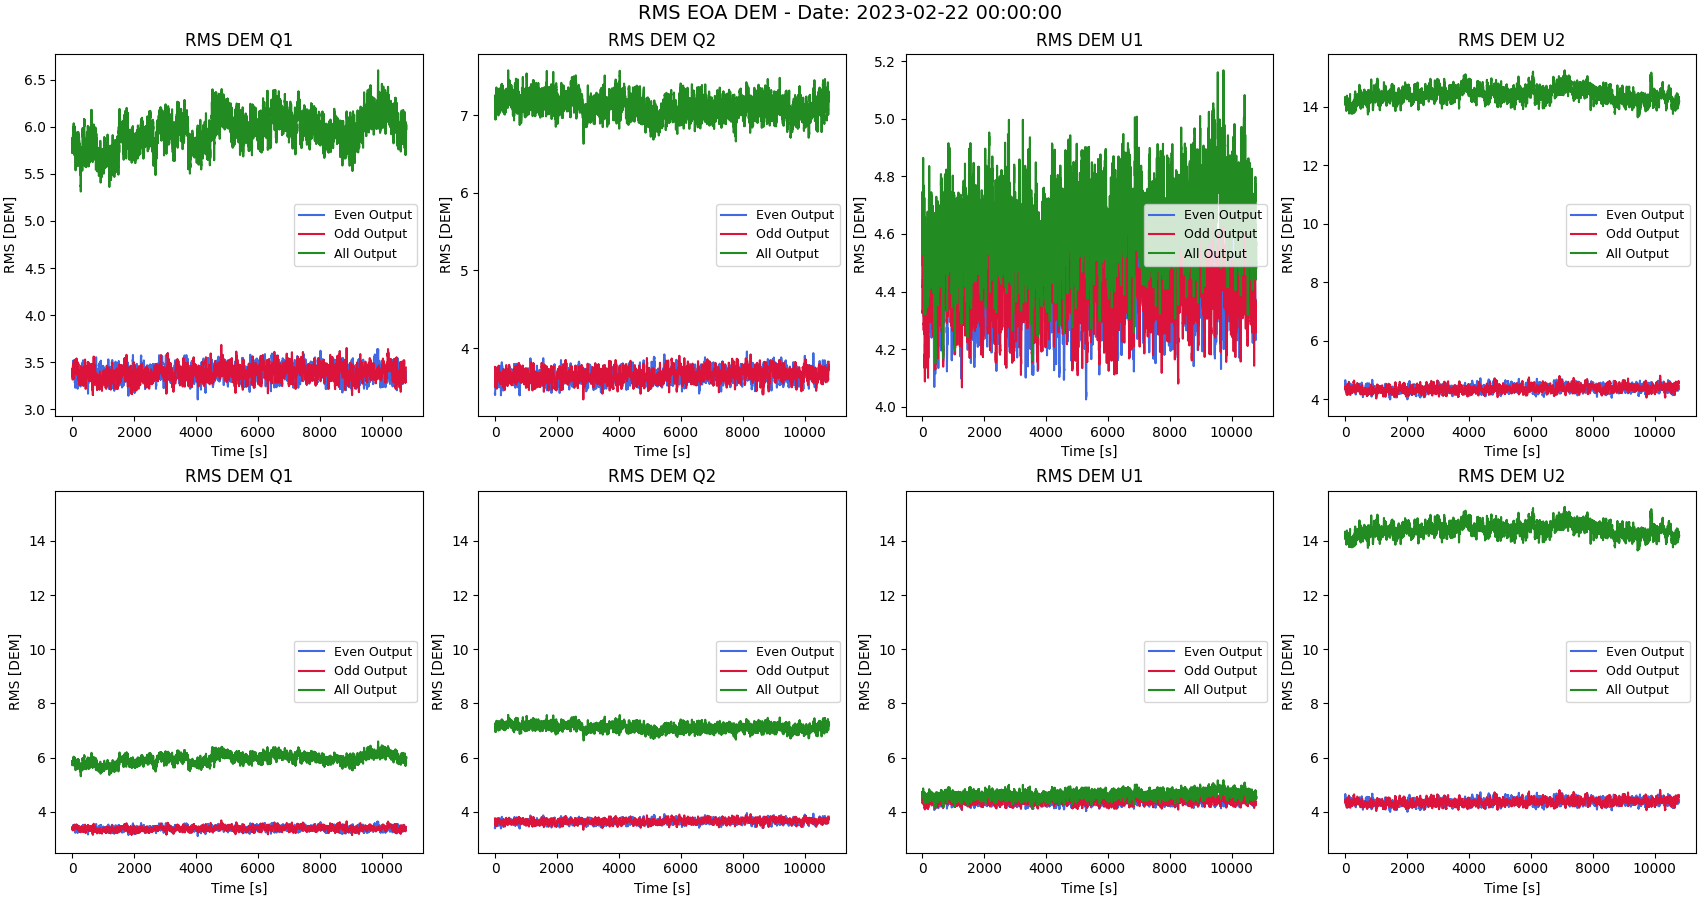 RMS EOA DEM - Date: 2023-02-22 00:00:00
RMS DEM Q1
RMS [DEM]
6.5
6.0
5.5
5.0
4.5
4.0
3.5
3.0
Even Output
Odd Output
All Output
0 2000 4000 6000 8000 10000
Time [s]
RMS DEM Q2
RMS [DEM]
7
6
5
4
Even Output
Odd Output
All Output
0 2000 4000 6000 8000 10000
Time [s]
RMS DEM U1
RMS [DEM]
5.2
5.0
4.8
4.6
4.4
4.2
4.0
Even Output
Odd Output
All Output
0 2000 4000 6000 8000 10000
Time [s]
RMS DEM U2
RMS [DEM]
14
12
10
8
6
4
Even Output
Odd Output
All Output
0 2000 4000 6000 8000 10000
Time [s]
RMS DEM Q1
RMS [DEM]
14
12
10
8
6
4
Even Output
Odd Output
All Output
0 2000 4000 6000 8000 10000
Time [s]
RMS DEM Q2
RMS [DEM]
14
12
10
8
6
4
Even Output
Odd Output
All Output
0 2000 4000 6000 8000 10000
Time [s]
RMS DEM U1
RMS [DEM]
14
12
10
8
6
4
Even Output
Odd Output
All Output
0 2000 4000 6000 8000 10000
Time [s]
RMS DEM U2
RMS [DEM]
14
12
10
8
6
4
Even Output
Odd Output
All Output
0 2000 4000 6000 8000 10000
Time [s]